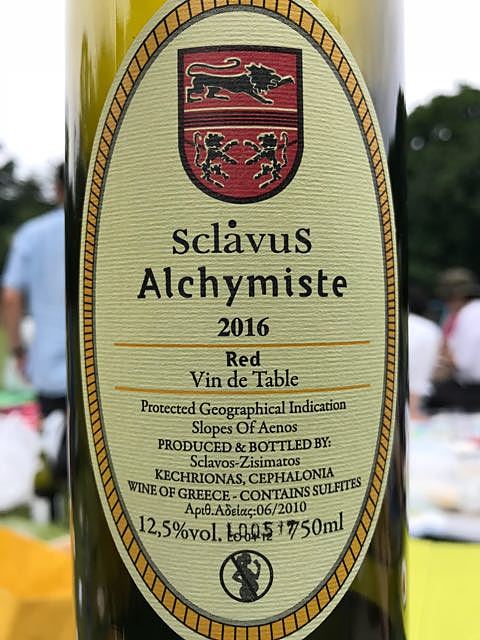 sclåvus
Alchymiste
2016
Red
Vin de Table
Protected Geographical Indication
Slopes Of Aenos
PRODUCED & BOTTLED BY:
Sclavos-Zisimatos
KECHRIONAS, CEPHALONIA
WINE OF GREECE - CONTAINS SULFITES
Αριθ.Αδείας:06/2010
12,5%vol. 750ml